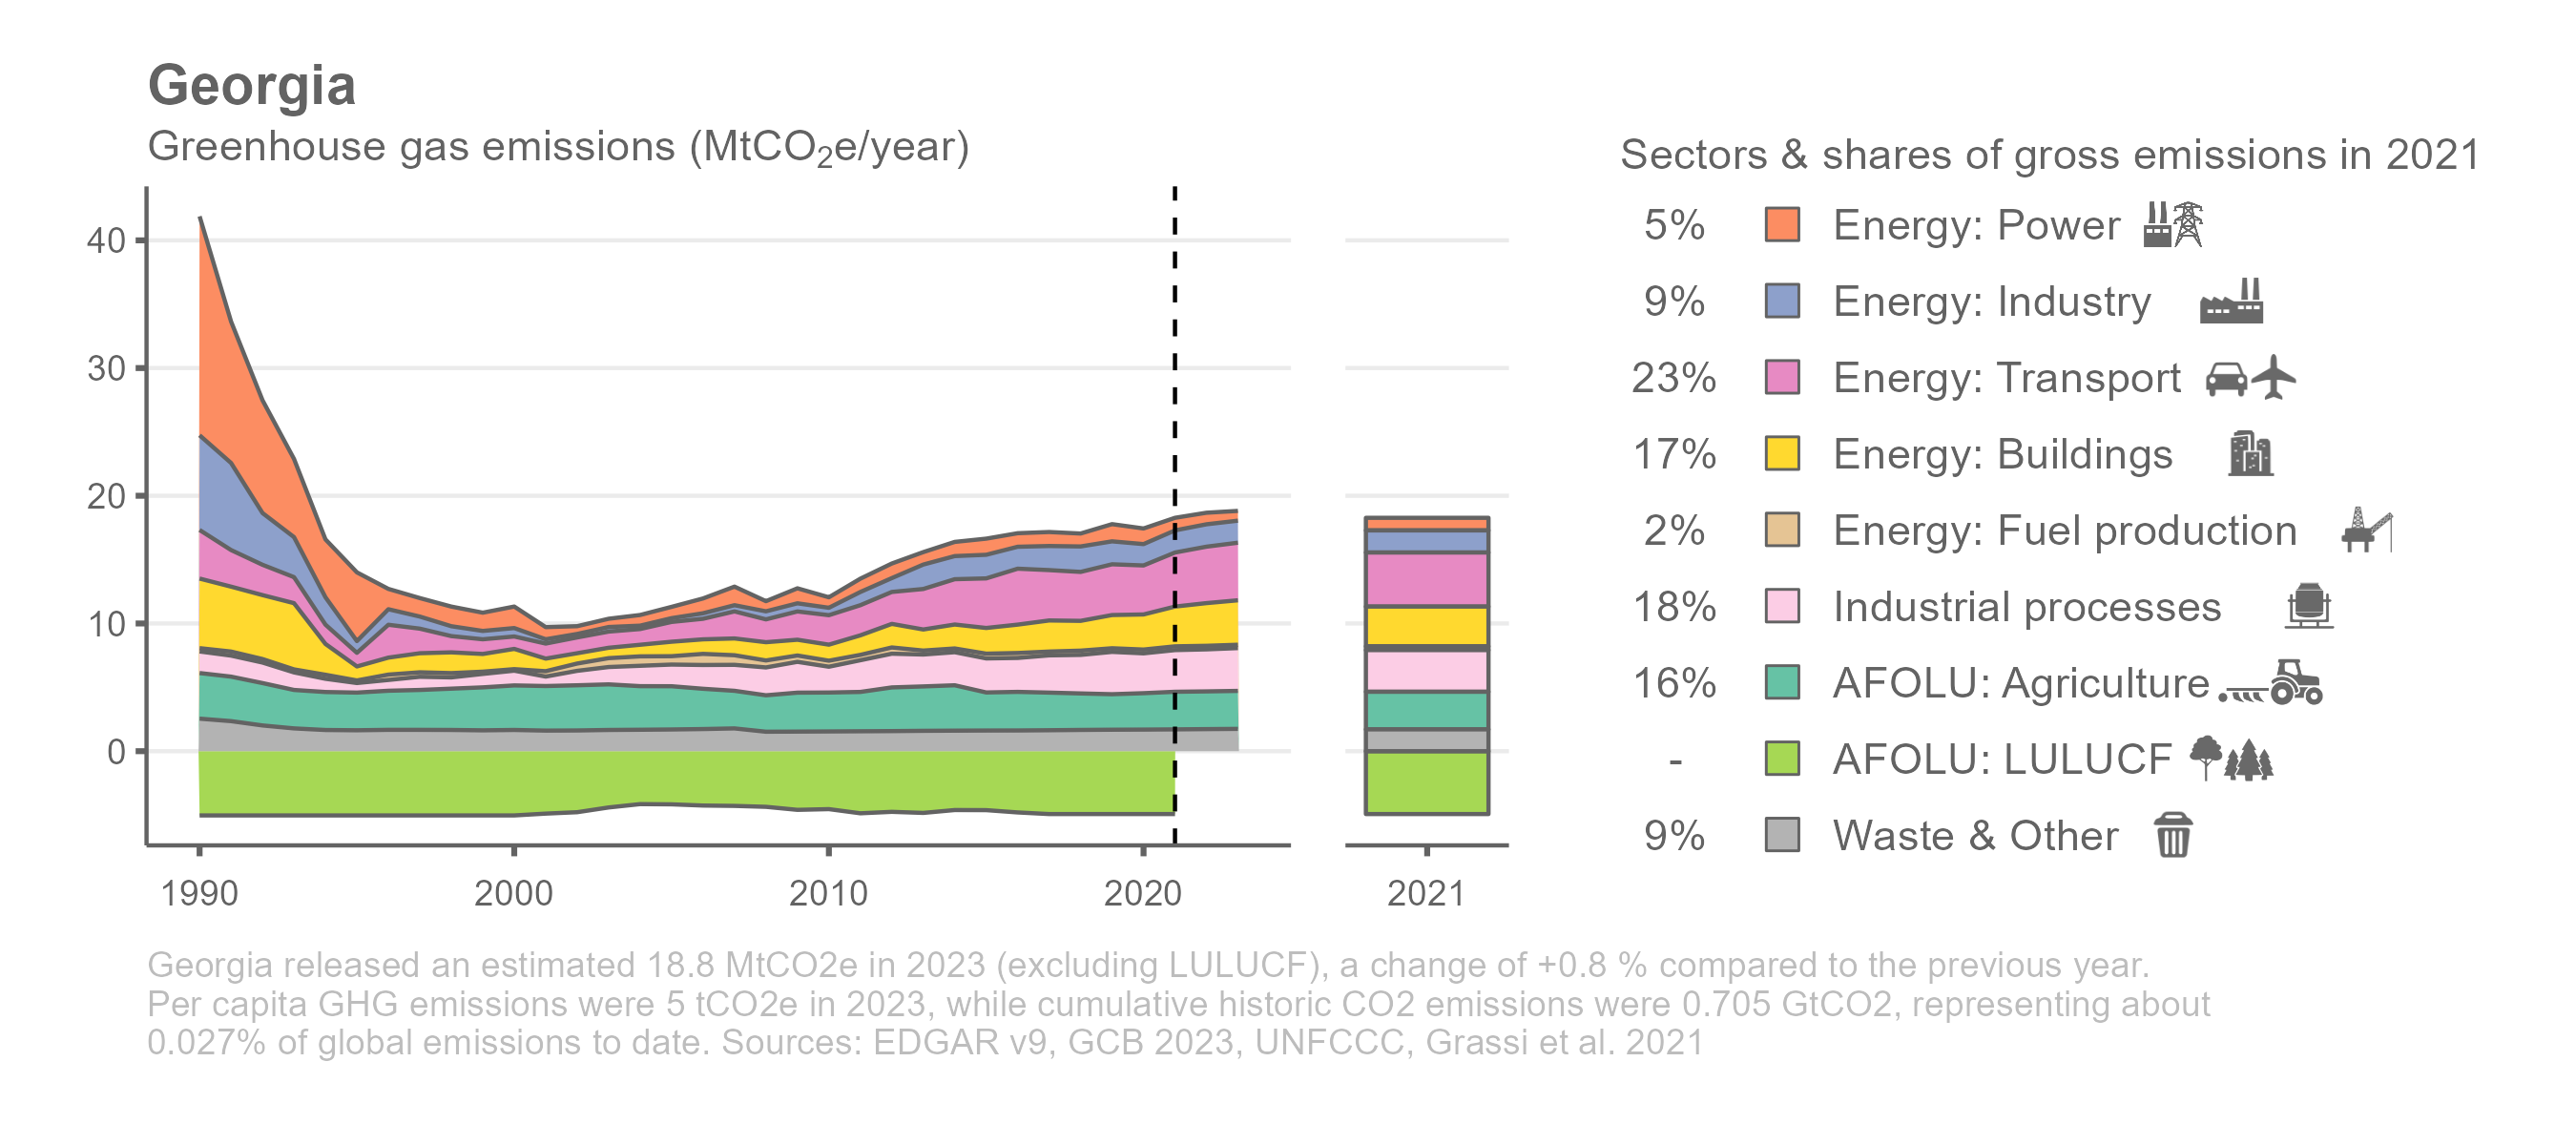 Georgia
Greenhouse gas emissions (MtCO₂e/year)
40
30
20
10
0
1990
2000
2010
2020
2021
Sectors & shares of gross emissions in 2021
5% Energy: Power
9% Energy: Industry
23% Energy: Transport
17% Energy: Buildings
2% Energy: Fuel production
18% Industrial processes
16% AFOLU: Agriculture
- AFOLU: LULUCF
9% Waste & Other
Georgia released an estimated 18.8 MtCO2e in 2023 (excluding LULUCF), a change of +0.8 % compared to the previous year.
Per capita GHG emissions were 5 tCO2e in 2023, while cumulative historic CO2 emissions were 0.705 GtCO2, representing about
0.027% of global emissions to date. Sources: EDGAR v9, GCB 2023, UNFCCC, Grassi et al. 2021